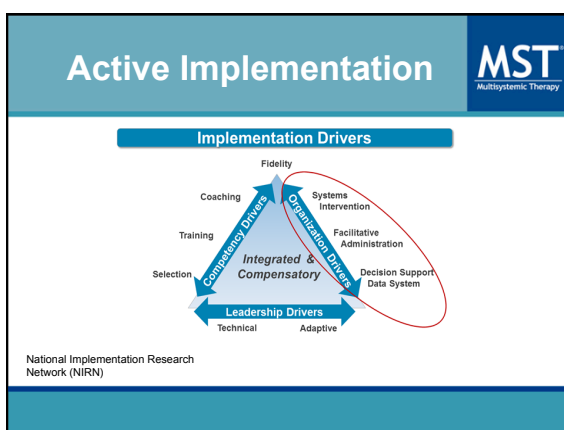 Active Implementation
MST
Multisystemic Therapy
Implementation Drivers
Fidelity
Coaching
Training
Selection
Competency Drivers
Organization Drivers
Systems
Intervention
Facilitative
Administration
Decision Support
Data System
Integrated &
Compensatory
Leadership Drivers
Technical
Adaptive
National Implementation Research
Network (NIRN)